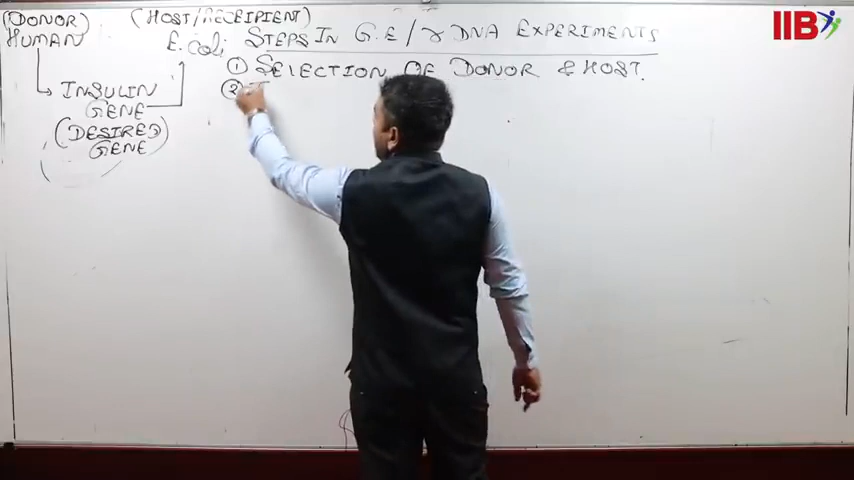 (DONOR)
HUMAN
(HOST/RECEIPIENT)
E. coli
STEPS IN G.E / r DNA EXPERIMENTS
① SELECTION OF DONOR & HOST.
②
INSULIN
GENE
(DESIRED
GENE)
IIB